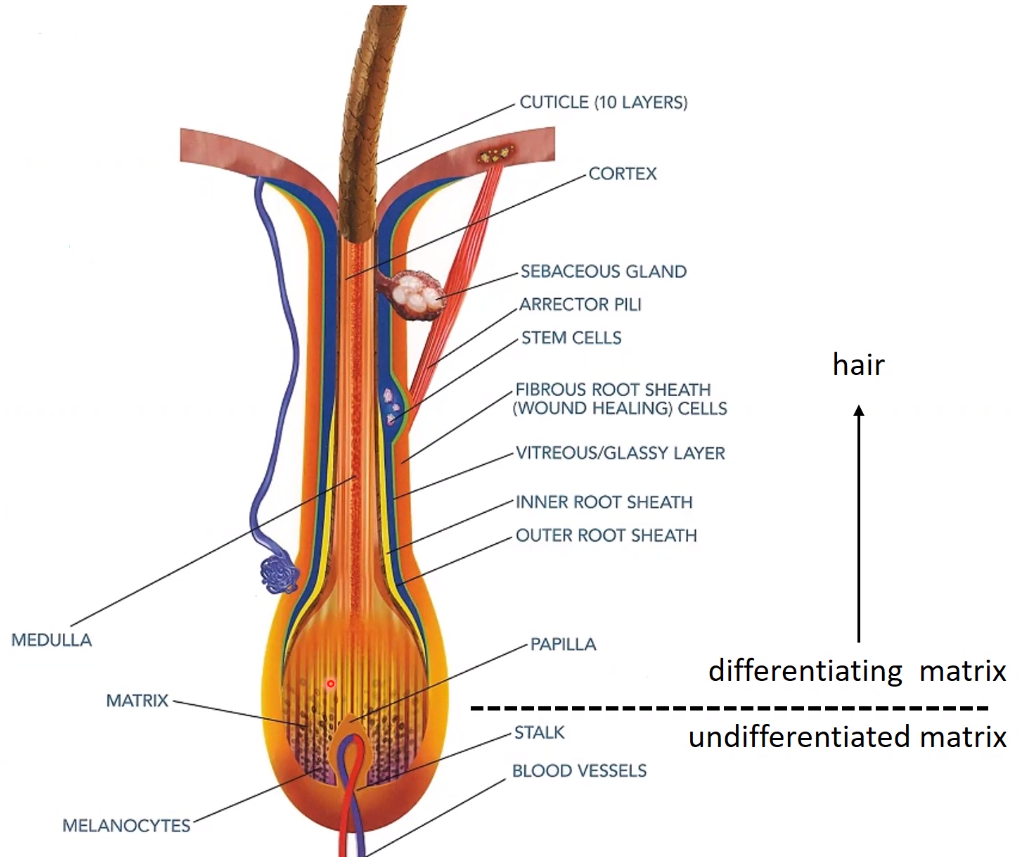 CUTICLE (10 LAYERS)
CORTEX
SEBACEOUS GLAND
ARRECTOR PILI
STEM CELLS
hair
FIBROUS ROOT SHEATH
(WOUND HEALING) CELLS
VITREOUS/GLASSY LAYER
INNER ROOT SHEATH
OUTER ROOT SHEATH
MEDULLA
PAPILLA
differentiating matrix
MATRIX
STALK
undifferentiated matrix
BLOOD VESSELS
MELANOCYTES